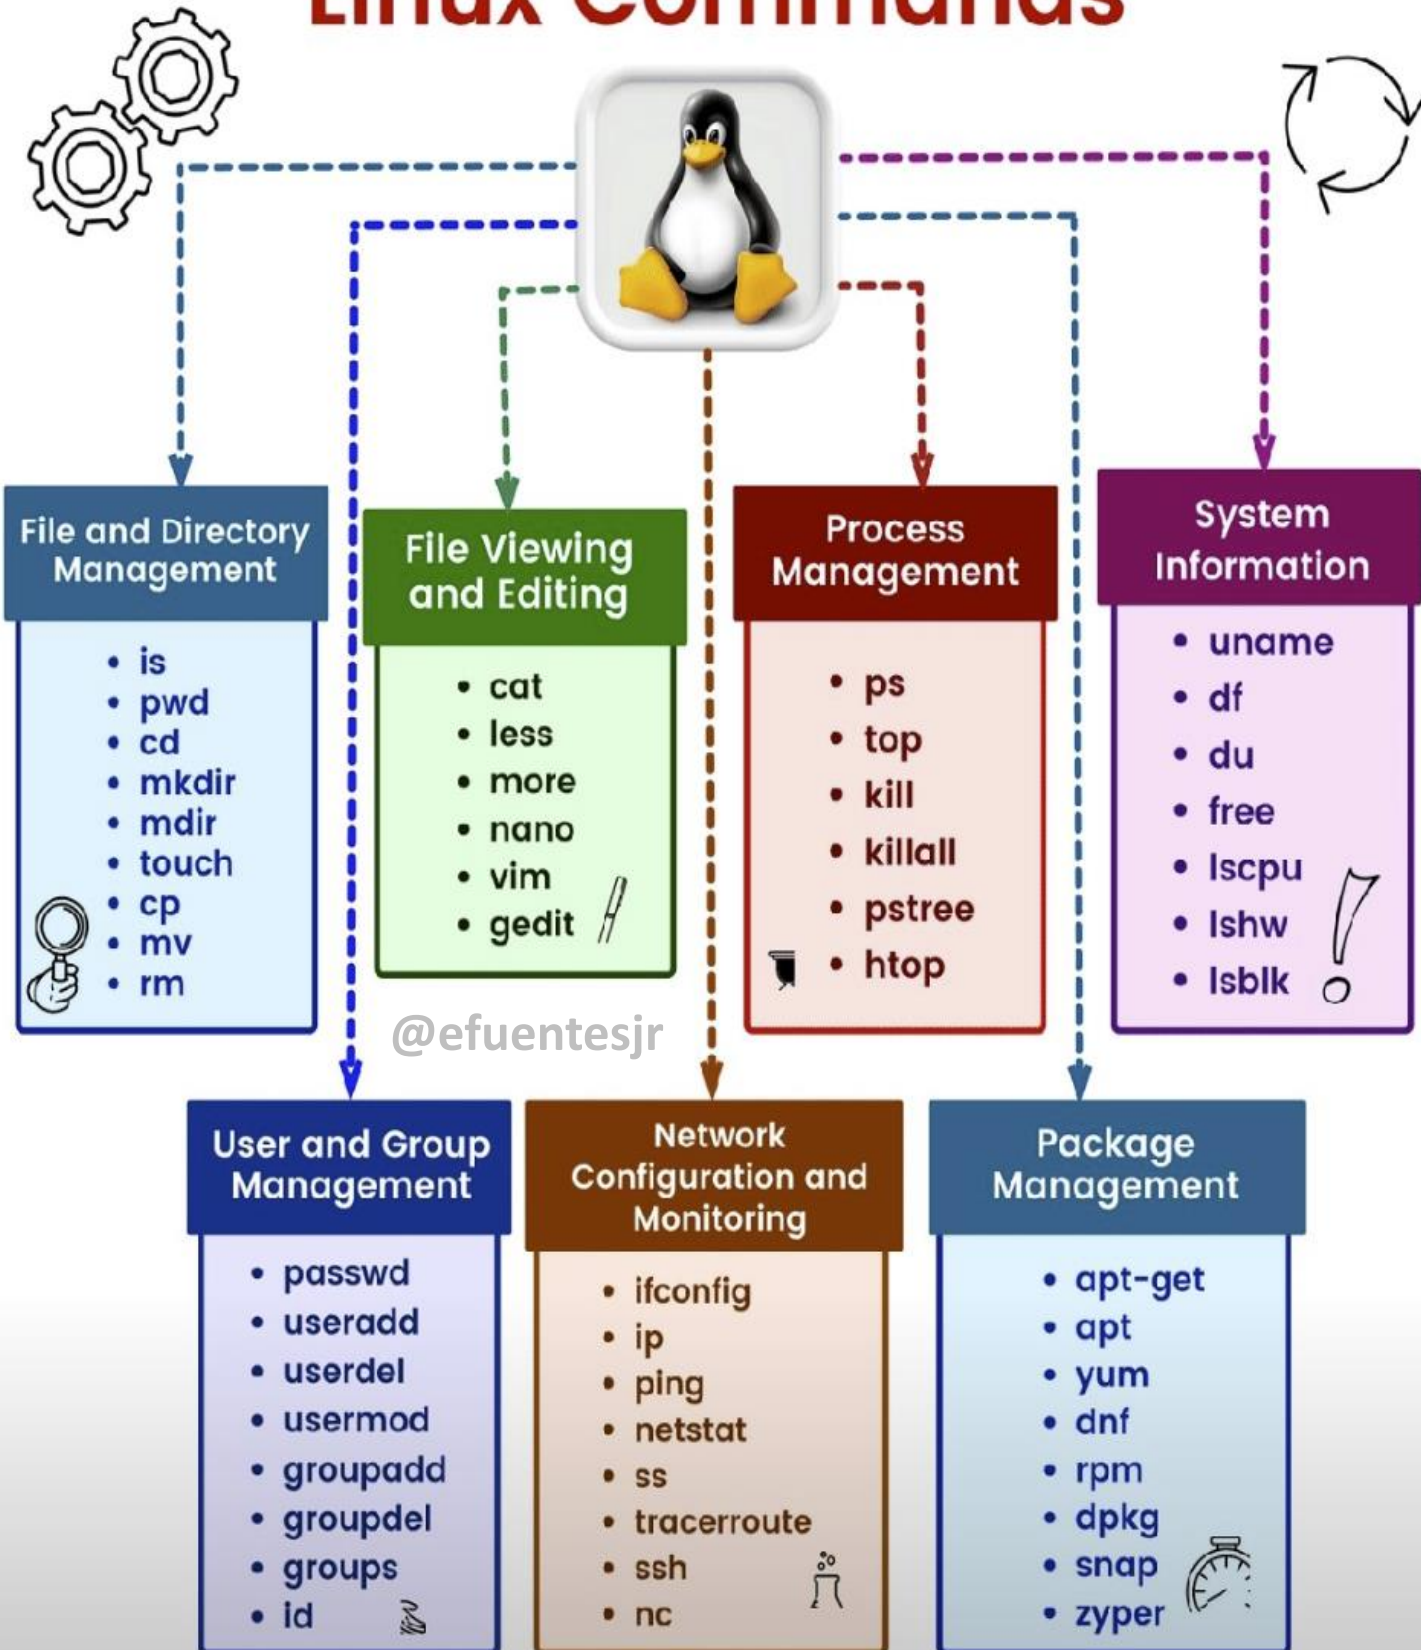 Linux Commands
File and Directory
Management
• is
• pwd
• cd
• mkdir
• mdir
• touch
• cp
• mv
• rm
File Viewing
and Editing
• cat
• less
• more
• nano
• vim
• gedit
Process
Management
• ps
• top
• kill
• killall
• pstree
• htop
System
Information
• uname
• df
• du
• free
• lscpu
• lshw
• lsblk
@efuentesjr
User and Group
Management
• passwd
• useradd
• userdel
• usermod
• groupadd
• groupdel
• groups
• id
Network
Configuration and
Monitoring
• ifconfig
• ip
• ping
• netstat
• ss
• tracerroute
• ssh
• nc
Package
Management
• apt-get
• apt
• yum
• dnf
• rpm
• dpkg
• snap
• zyper